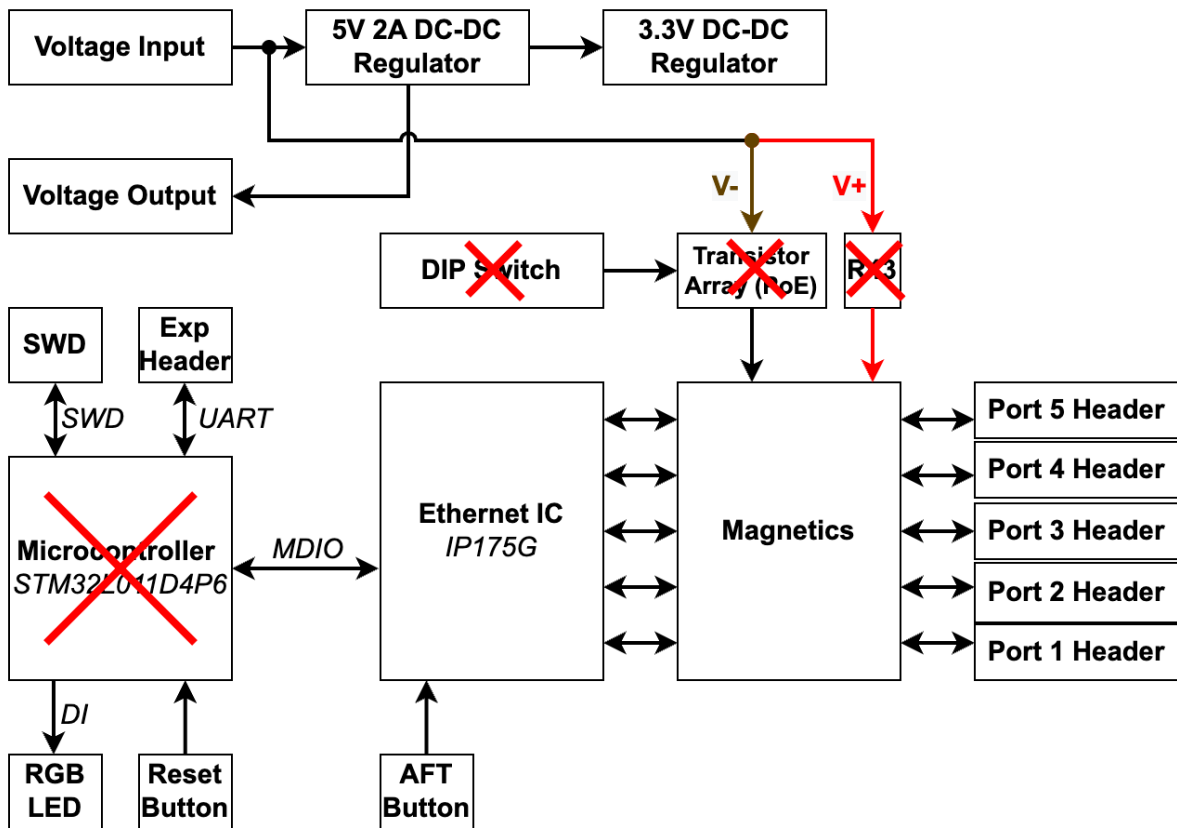 Voltage Input
5V 2A DC-DC
Regulator
3.3V DC-DC
Regulator
Voltage Output
V-
V+
DIP Switch
Transistor
Array (PoE)
SWD
Exp
Header
SWD
UART
Microcontroller
STM32L011D4P6
MDIO
Ethernet IC
IP175G
Magnetics
Port 5 Header
Port 4 Header
Port 3 Header
Port 2 Header
Port 1 Header
DI
RGB
LED
Reset
Button
AFT
Button